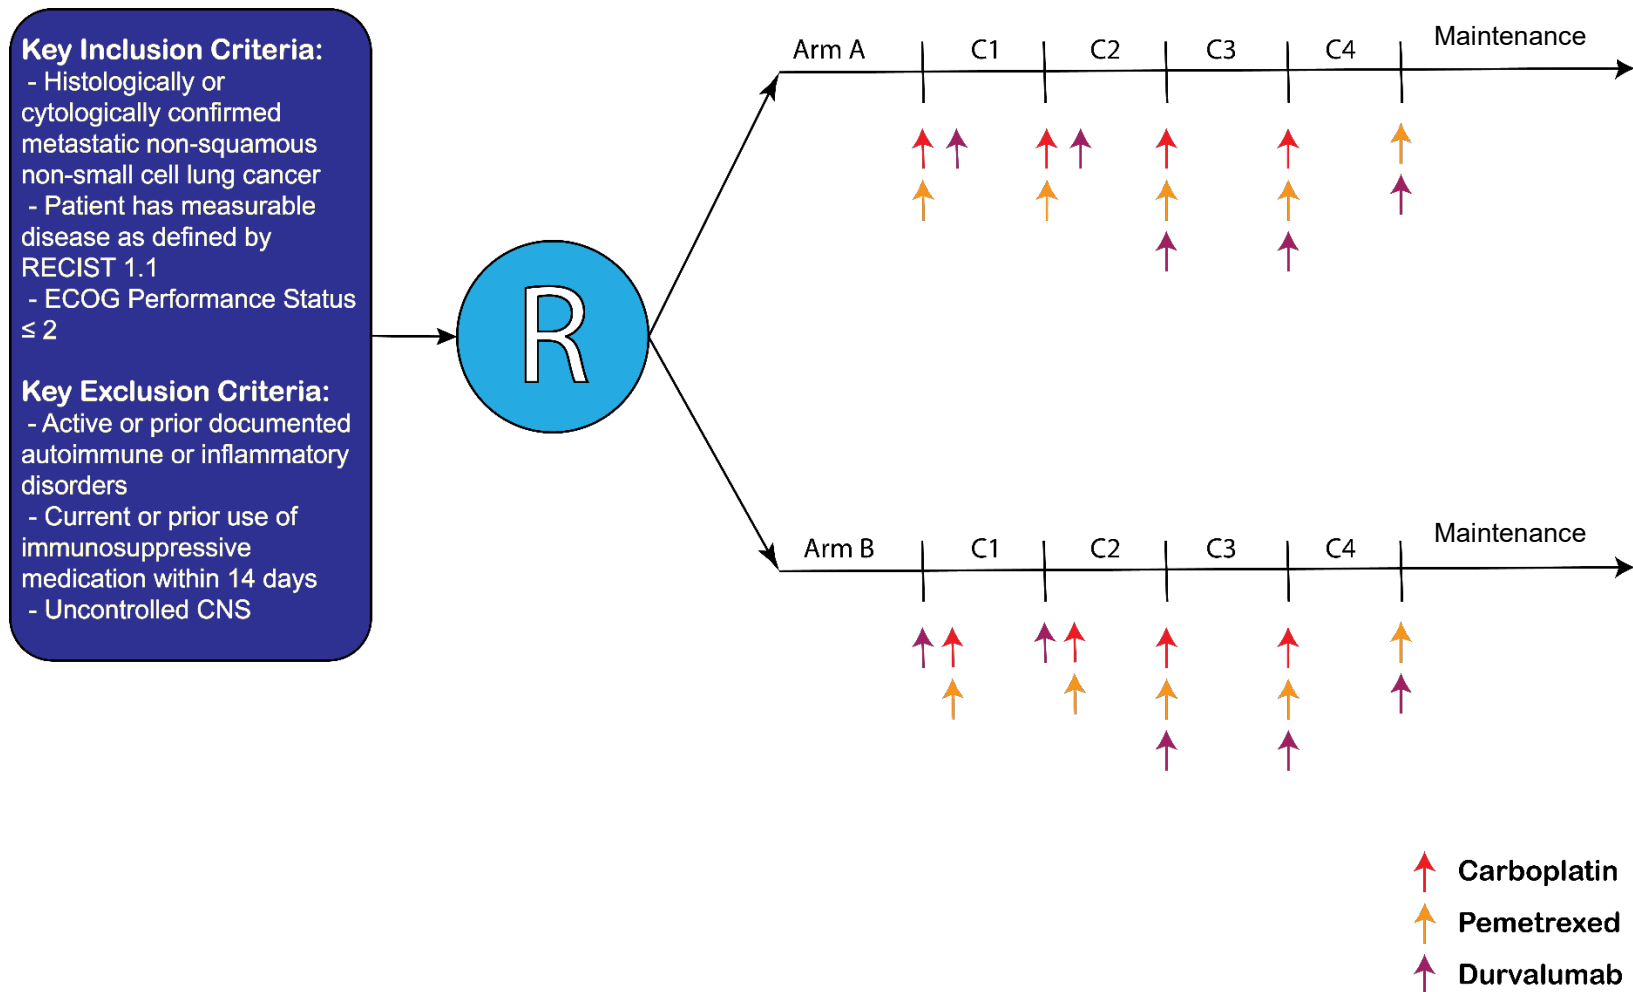 Key Inclusion Criteria:
- Histologically or
cytologically confirmed
metastatic non-squamous
non-small cell lung cancer
- Patient has measurable
disease as defined by
RECIST 1.1
- ECOG Performance Status
≤ 2
Key Exclusion Criteria:
- Active or prior documented
autoimmune or inflammatory
disorders
- Current or prior use of
immunosuppressive
medication within 14 days
- Uncontrolled CNS
R
Arm A C1 C2 C3 C4 Maintenance
Arm B C1 C2 C3 C4 Maintenance
Carboplatin
Pemetrexed
Durvalumab